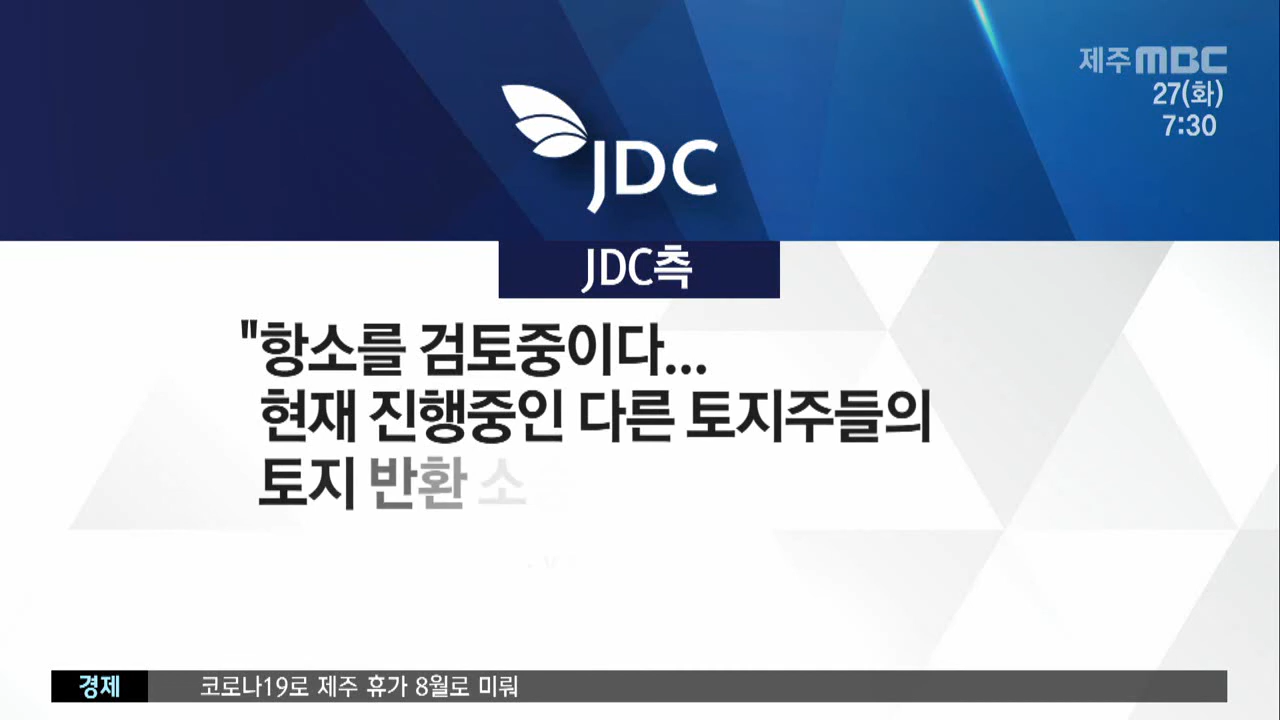 제주MBC
27(화)
7:30
JDC
JDC측
"항소를 검토중이다...
현재 진행중인 다른 토지주들의
토지 반환 소
경제 코로나19로 제주 휴가 8월로 미뤄